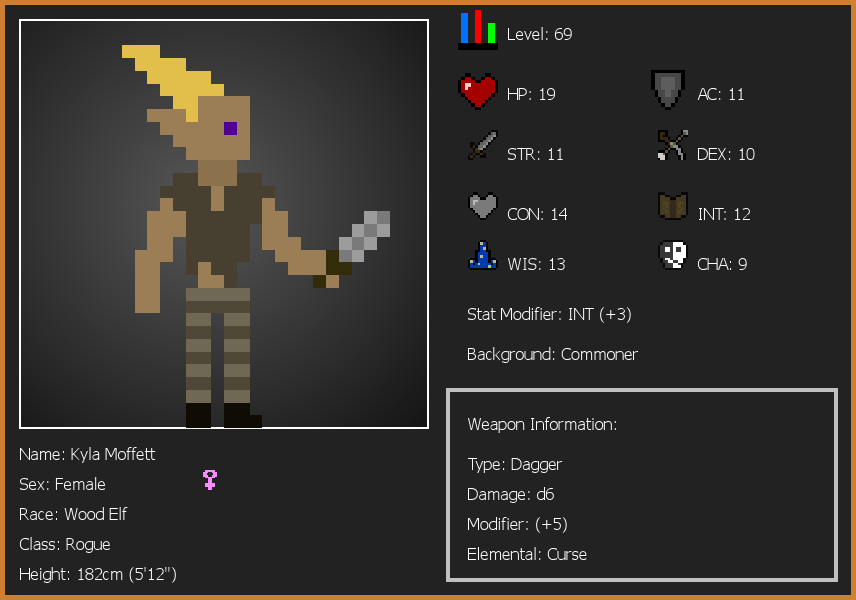 Level: 69
HP: 19
AC: 11
STR: 11
DEX: 10
CON: 14
INT: 12
WIS: 13
CHA: 9
Stat Modifier: INT (+3)
Background: Commoner
Weapon Information:
Type: Dagger
Damage: d6
Modifier: (+5)
Elemental: Curse
Name: Kyla Moffett
Sex: Female
Race: Wood Elf
Class: Rogue
Height: 182cm (5'12")